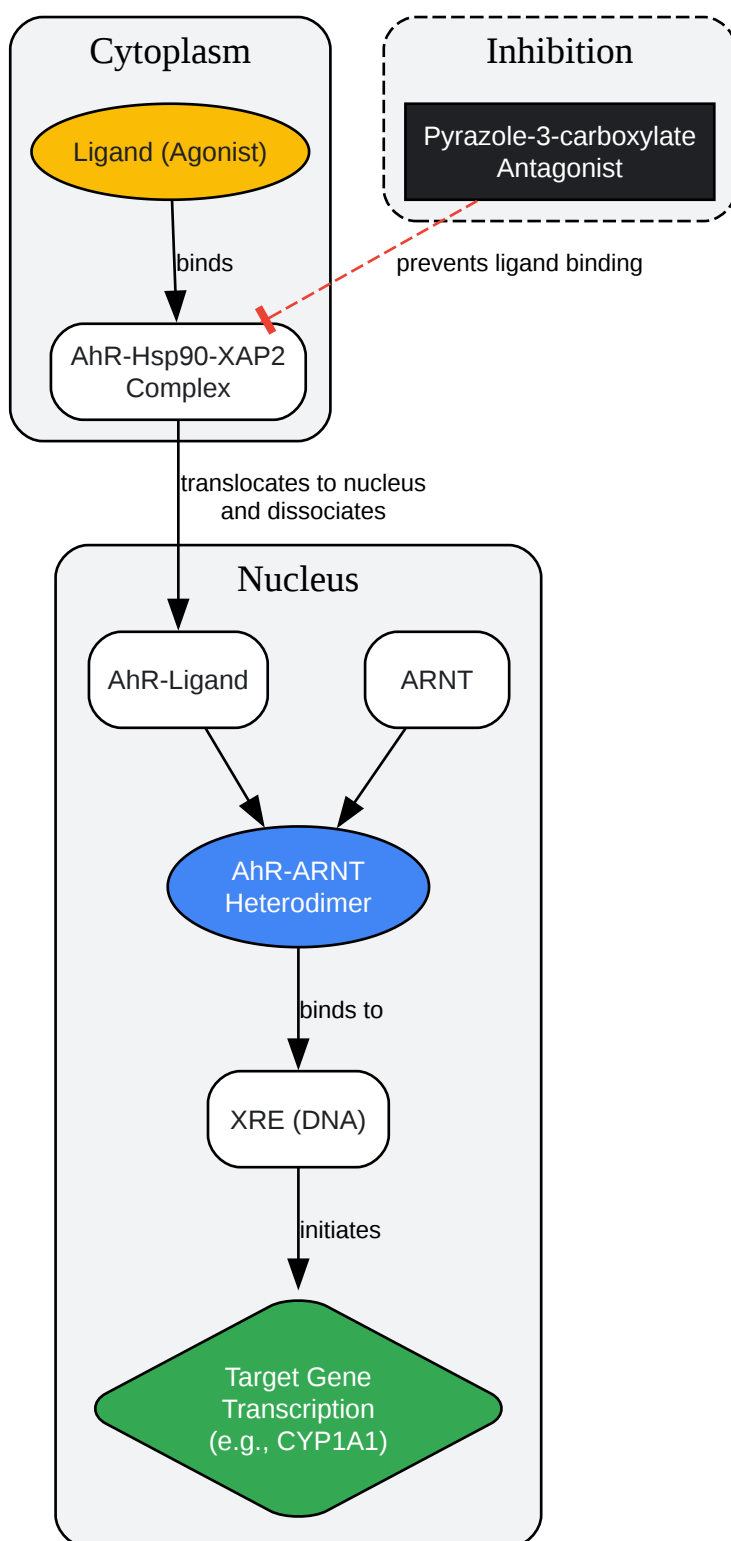 Cytoplasm
Ligand (Agonist)
binds
AhR-Hsp90-XAP2
Complex
Inhibition
Pyrazole-3-carboxylate
Antagonist
prevents ligand binding
translocates to nucleus
and dissociates
Nucleus
AhR-Ligand
ARNT
AhR-ARNT
Heterodimer
binds to
XRE (DNA)
initiates
Target Gene
Transcription
(e.g., CYP1A1)